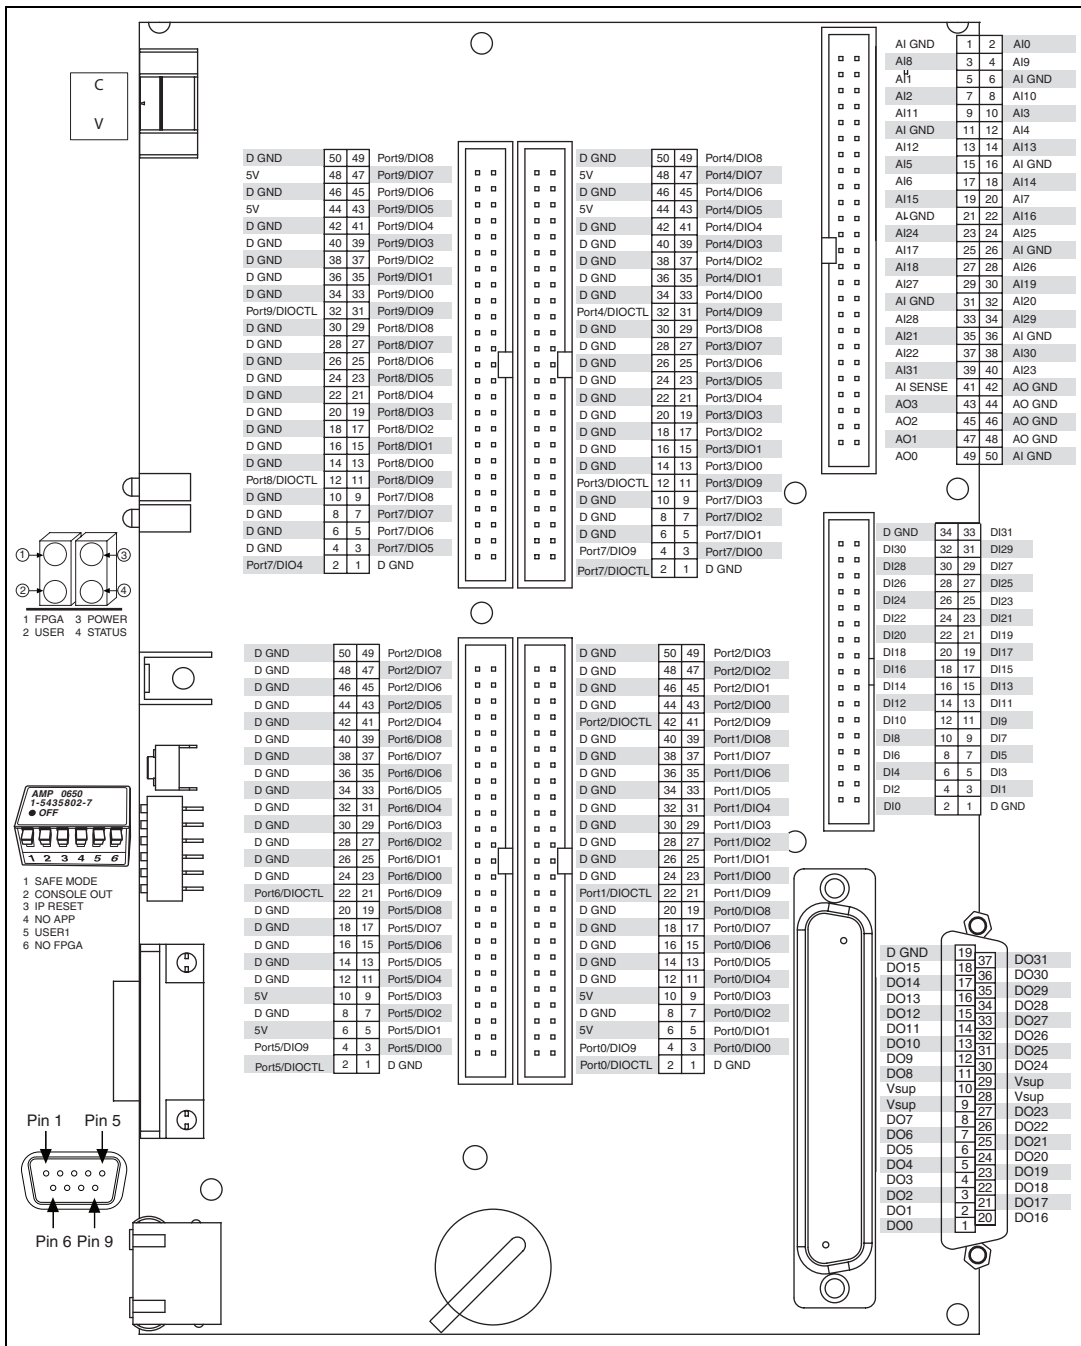 C
V
D GND 50 49 Port9/DIO8
5V 48 47 Port9/DIO7
D GND 46 45 Port9/DIO6
5V 44 43 Port9/DIO5
D GND 42 41 Port9/DIO4
D GND 40 39 Port9/DIO3
D GND 38 37 Port9/DIO2
D GND 36 35 Port9/DIO1
D GND 34 33 Port9/DIO0
Port9/DIOCTL 32 31 Port9/DIO9
D GND 30 29 Port8/DIO8
D GND 28 27 Port8/DIO7
D GND 26 25 Port8/DIO6
D GND 24 23 Port8/DIO5
D GND 22 21 Port8/DIO4
D GND 20 19 Port8/DIO3
D GND 18 17 Port8/DIO2
D GND 16 15 Port8/DIO1
D GND 14 13 Port8/DIO0
Port8/DIOCTL 12 11 Port8/DIO9
D GND 10 9 Port7/DIO8
D GND 8 7 Port7/DIO7
D GND 6 5 Port7/DIO6
D GND 4 3 Port7/DIO5
Port7/DIO4 2 1 D GND
D GND 50 49 Port4/DIO8
5V 48 47 Port4/DIO7
D GND 46 45 Port4/DIO6
5V 44 43 Port4/DIO5
D GND 42 41 Port4/DIO4
D GND 40 39 Port4/DIO3
D GND 38 37 Port4/DIO2
D GND 36 35 Port4/DIO1
D GND 34 33 Port4/DIO0
Port4/DIOCTL 32 31 Port4/DIO9
D GND 30 29 Port3/DIO8
D GND 28 27 Port3/DIO7
D GND 26 25 Port3/DIO6
D GND 24 23 Port3/DIO5
D GND 22 21 Port3/DIO4
D GND 20 19 Port3/DIO3
D GND 18 17 Port3/DIO2
D GND 16 15 Port3/DIO1
D GND 14 13 Port3/DIO0
Port3/DIOCTL 12 11 Port3/DIO9
D GND 10 9 Port7/DIO3
D GND 8 7 Port7/DIO2
D GND 6 5 Port7/DIO1
Port7/DIO9 4 3 Port7/DIO0
Port7/DIOCTL 2 1 D GND
AI GND 1 2 AI0
AI8 3 4 AI9
AI1 5 6 AI GND
AI2 7 8 AI10
AI11 9 10 AI3
AI GND 11 12 AI4
AI12 13 14 AI13
AI5 15 16 AI GND
AI6 17 18 AI14
AI15 19 20 AI7
AI GND 21 22 AI16
AI24 23 24 AI25
AI17 25 26 AI GND
AI18 27 28 AI26
AI27 29 30 AI19
AI GND 31 32 AI20
AI28 33 34 AI29
AI21 35 36 AI GND
AI22 37 38 AI30
AI31 39 40 AI23
AI SENSE 41 42 AO GND
AO3 43 44 AO GND
AO2 45 46 AO GND
AO1 47 48 AO GND
AO0 49 50 AI GND
1 3
2 4
1 FPGA 3 POWER
2 USER 4 STATUS
D GND 34 33 DI31
DI30 32 31 DI29
DI28 30 29 DI27
DI26 28 27 DI25
DI24 26 25 DI23
DI22 24 23 DI21
DI20 22 21 DI19
DI18 20 19 DI17
DI16 18 17 DI15
DI14 16 15 DI13
DI12 14 13 DI11
DI10 12 11 DI9
DI8 10 9 DI7
DI6 8 7 DI5
DI4 6 5 DI3
DI2 4 3 DI1
DI0 2 1 D GND
D GND 50 49 Port2/DIO8
D GND 48 47 Port2/DIO7
D GND 46 45 Port2/DIO6
D GND 44 43 Port2/DIO5
D GND 42 41 Port2/DIO4
D GND 40 39 Port6/DIO8
D GND 38 37 Port6/DIO7
D GND 36 35 Port6/DIO6
D GND 34 33 Port6/DIO5
D GND 32 31 Port6/DIO4
D GND 30 29 Port6/DIO3
D GND 28 27 Port6/DIO2
D GND 26 25 Port6/DIO1
D GND 24 23 Port6/DIO0
Port6/DIOCTL 22 21 Port6/DIO9
D GND 20 19 Port5/DIO8
D GND 18 17 Port5/DIO7
D GND 16 15 Port5/DIO6
D GND 14 13 Port5/DIO5
D GND 12 11 Port5/DIO4
5V 10 9 Port5/DIO3
D GND 8 7 Port5/DIO2
5V 6 5 Port5/DIO1
Port5/DIO9 4 3 Port5/DIO0
Port5/DIOCTL 2 1 D GND
D GND 50 49 Port2/DIO3
D GND 48 47 Port2/DIO2
D GND 46 45 Port2/DIO1
D GND 44 43 Port2/DIO0
Port2/DIOCTL 42 41 Port2/DIO9
D GND 40 39 Port1/DIO8
D GND 38 37 Port1/DIO7
D GND 36 35 Port1/DIO6
D GND 34 33 Port1/DIO5
D GND 32 31 Port1/DIO4
D GND 30 29 Port1/DIO3
D GND 28 27 Port1/DIO2
D GND 26 25 Port1/DIO1
D GND 24 23 Port1/DIO0
Port1/DIOCTL 22 21 Port1/DIO9
D GND 20 19 Port0/DIO8
D GND 18 17 Port0/DIO7
D GND 16 15 Port0/DIO6
D GND 14 13 Port0/DIO5
D GND 12 11 Port0/DIO4
5V 10 9 Port0/DIO3
D GND 8 7 Port0/DIO2
5V 6 5 Port0/DIO1
Port0/DIO9 4 3 Port0/DIO0
Port0/DIOCTL 2 1 D GND
AMP 0650
1-5435802-7
● OFF
1 2 3 4 5 6
1 SAFE MODE
2 CONSOLE OUT
3 IP RESET
4 NO APP
5 USER1
6 NO FPGA
D GND 19
37 DO31
DO15 18
36 DO30
DO14 17
35 DO29
DO13 16
34 DO28
DO12 15
33 DO27
DO11 14
32 DO26
DO10 13
31 DO25
DO9 12
30 DO24
DO8 11
29 Vsup
Vsup 10
28 Vsup
Vsup 9
27 DO23
DO7 8
26 DO22
DO6 7
25 DO21
DO5 6
24 DO20
DO4 5
23 DO19
DO3 4
22 DO18
DO2 3
21 DO17
DO1 2
20 DO16
DO0 1
Pin 1 Pin 5
Pin 6 Pin 9